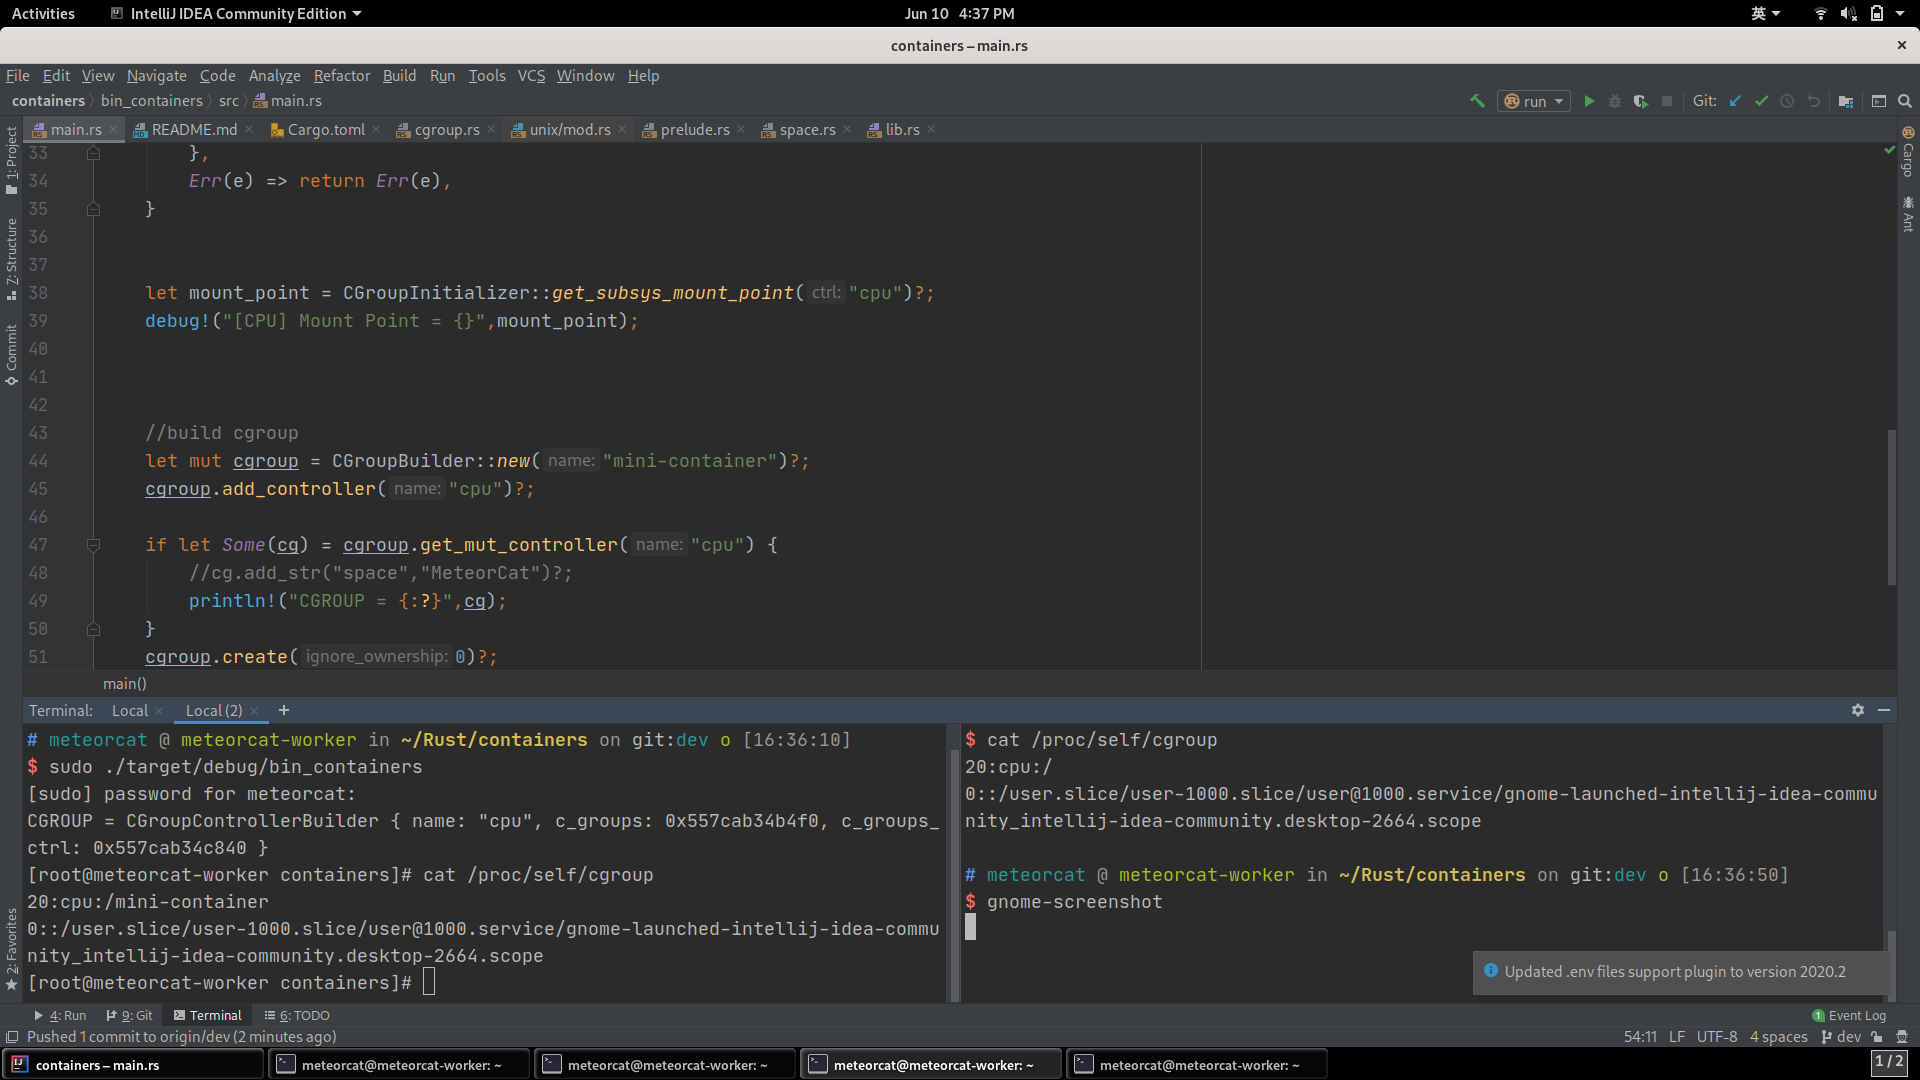 Activities IntelliJ IDEA Community Edition Jun 10 4:37 PM 英
containers – main.rs
File Edit View Navigate Code Analyze Refactor Build Run Tools VCS Window Help
containers bin_containers src main.rs run Git:
main.rs README.md Cargo.toml cgroup.rs unix/mod.rs prelude.rs space.rs lib.rs
1: Project
7: Structure
Commit
2: Favorites
Cargo
Ant
33 },
34 Err(e) => return Err(e),
35 }
36
37
38 let mount_point = CGroupInitializer::get_subsys_mount_point( ctrl: "cpu")?;
39 debug!("[CPU] Mount Point = {}",mount_point);
40
41
42
43 //build cgroup
44 let mut cgroup = CGroupBuilder::new( name: "mini-container")?;
45 cgroup.add_controller( name: "cpu")?;
46
47 if let Some(cg) = cgroup.get_mut_controller( name: "cpu") {
48 //cg.add_str("space","MeteorCat")?;
49 println!("CGROUP = {:?}",cg);
50 }
51 cgroup.create( ignore_ownership: 0)?;
main()
Terminal: Local Local (2) +
# meteorcat @ meteorcat-worker in ~/Rust/containers on git:dev o [16:36:10]
$ sudo ./target/debug/bin_containers
[sudo] password for meteorcat:
CGROUP = CGroupControllerBuilder { name: "cpu", c_groups: 0x557cab34b4f0, c_groups_
ctrl: 0x557cab34c840 }
[root@meteorcat-worker containers]# cat /proc/self/cgroup
20:cpu:/mini-container
0::/user.slice/user-1000.slice/user@1000.service/gnome-launched-intellij-idea-commu
nity_intellij-idea-community.desktop-2664.scope
[root@meteorcat-worker containers]#
$ cat /proc/self/cgroup
20:cpu:/
0::/user.slice/user-1000.slice/user@1000.service/gnome-launched-intellij-idea-commu
nity_intellij-idea-community.desktop-2664.scope
# meteorcat @ meteorcat-worker in ~/Rust/containers on git:dev o [16:36:50]
$ gnome-screenshot
Updated .env files support plugin to version 2020.2
4: Run 9: Git Terminal 6: TODO 1 Event Log
Pushed 1 commit to origin/dev (2 minutes ago) 54:11 LF UTF-8 4 spaces dev
containers – main.rs meteorcat@meteorcat-worker: ~ meteorcat@meteorcat-worker: ~ meteorcat@meteorcat-worker: ~ meteorcat@meteorcat-worker: ~ 1 / 2